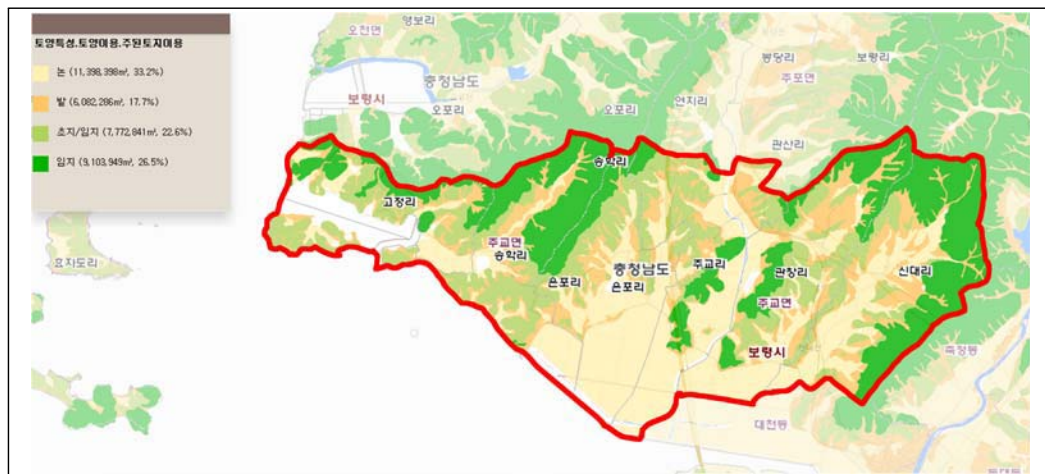 토양특성.토양이용.주된토지이용
논 (11,398,398㎡, 33.2%)
밭 (6,082,286㎡, 17.7%)
초지/임지 (7,772,841㎡, 22.6%)
임지 (9,103,949㎡, 26.5%)
오천면
영보리
충청남도
보령시
오포리
오포리
연지리
봉당리
주포면
보령리
관산리
송학리
고정리
효자도리
주교면
송학리
은포리
충청남도
은포리
주교리
관창리
주교면
신대리
보령시
죽정동
대천동